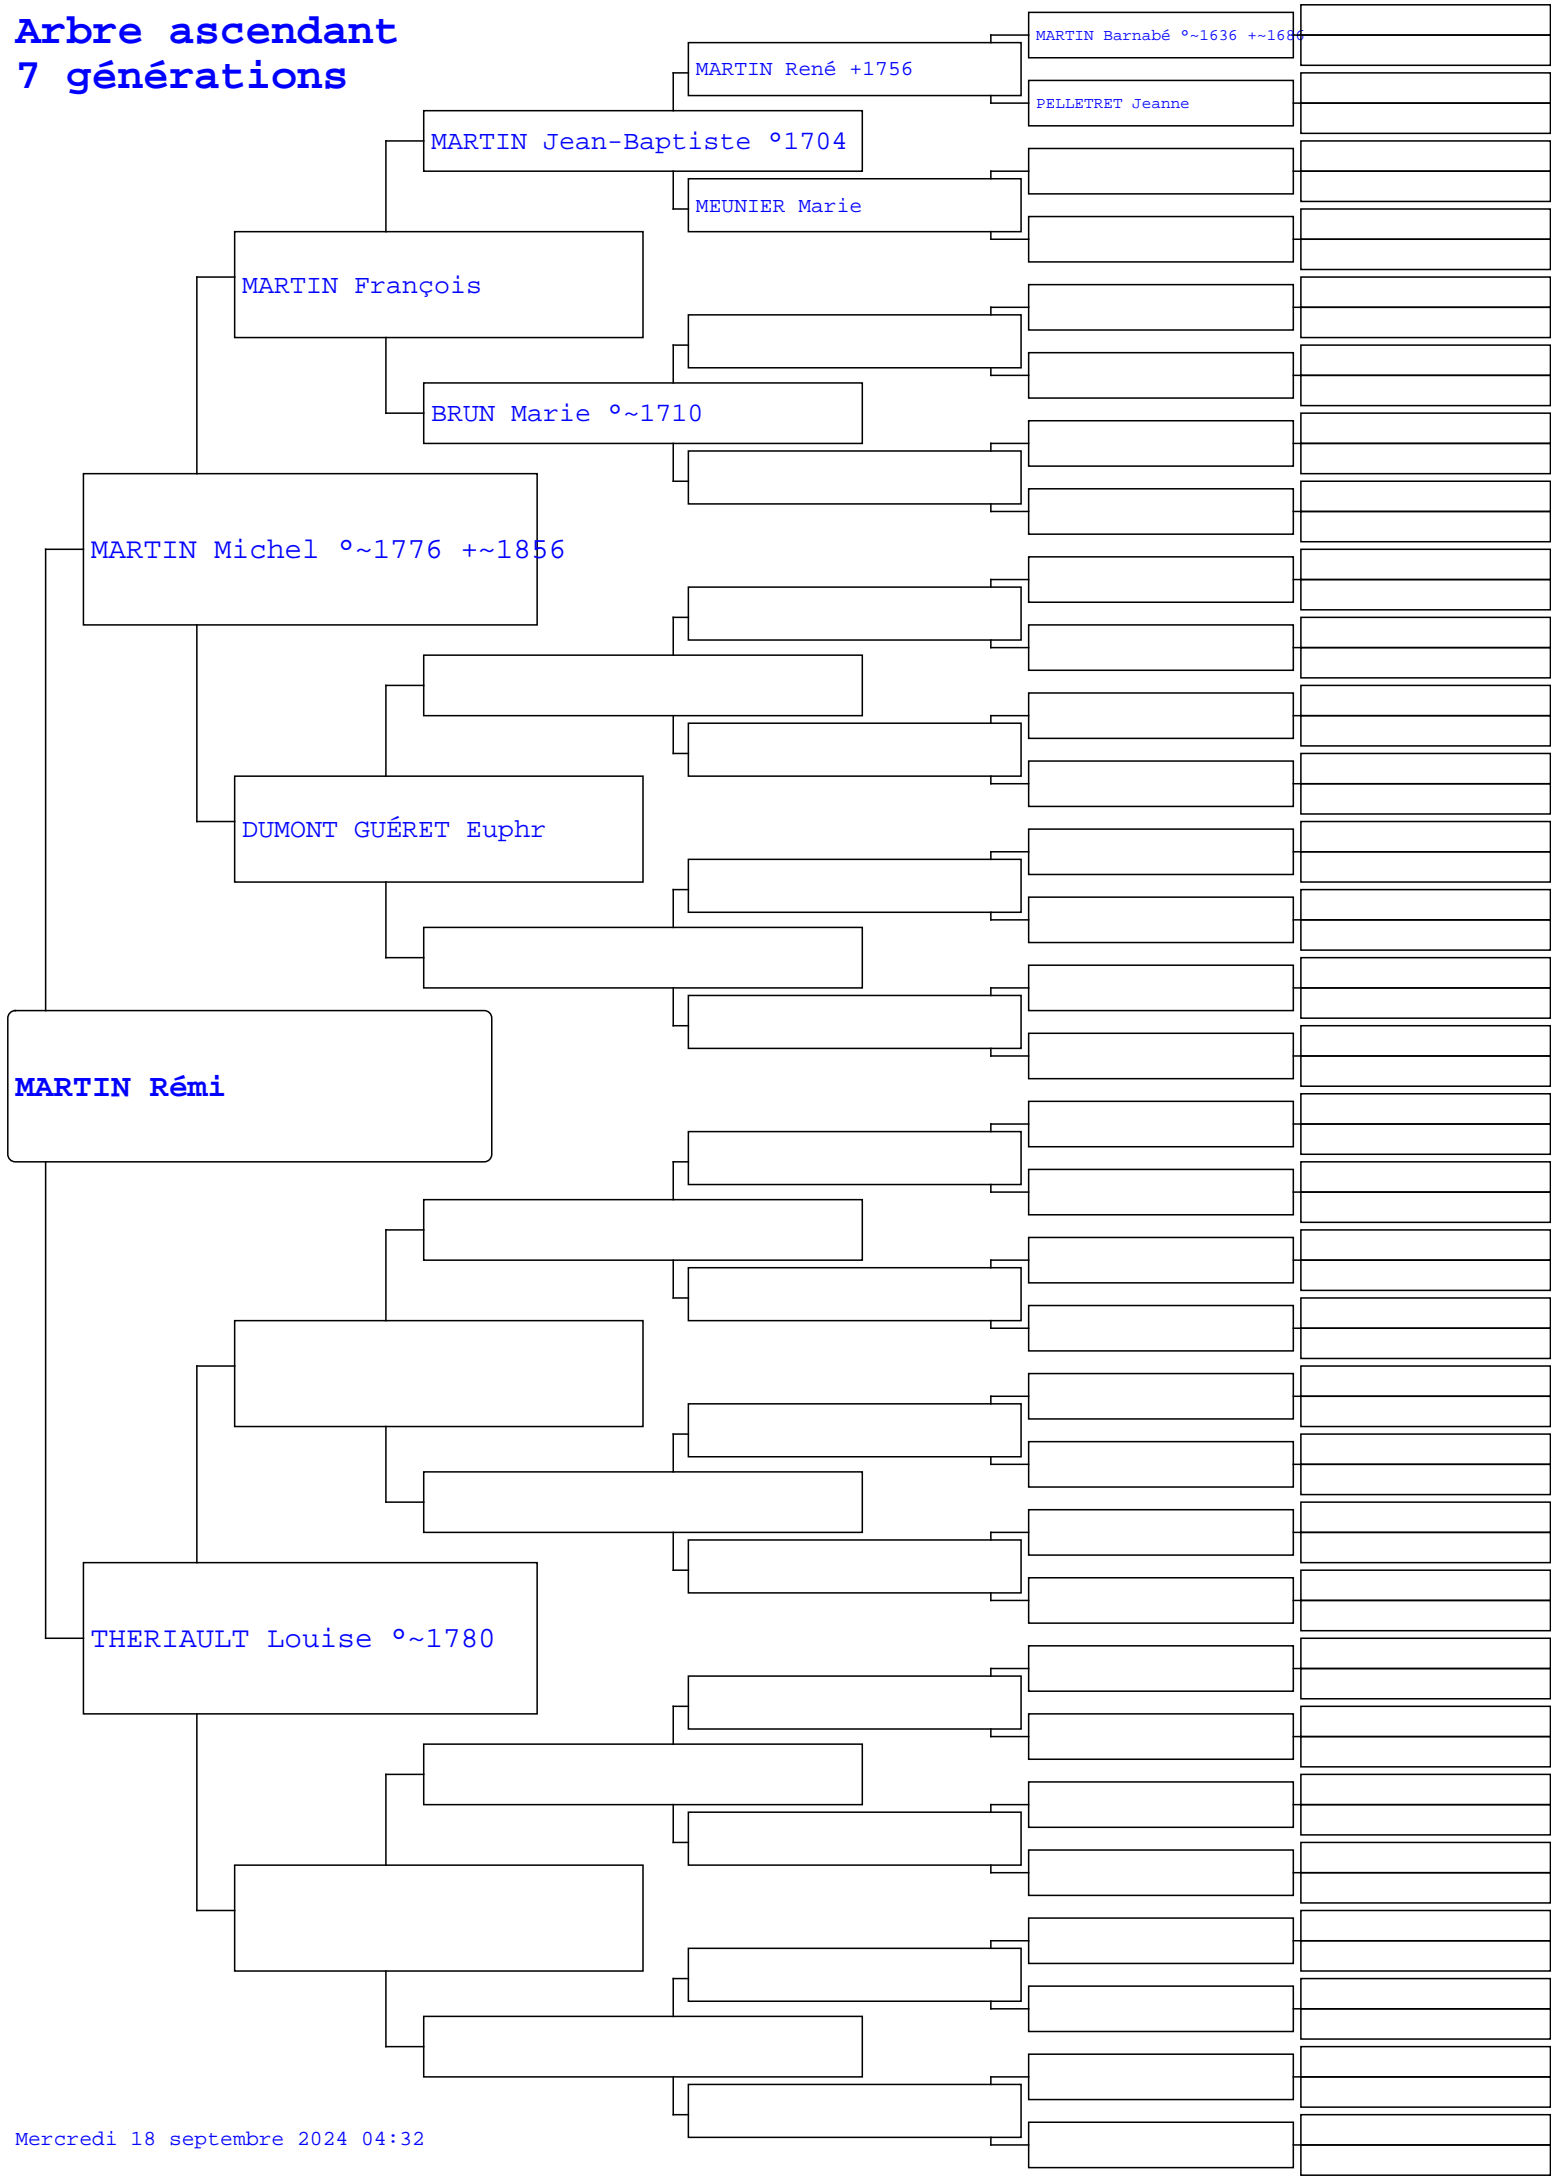 Arbre ascendant
7 générations
MARTIN Barnabé °~1636 +~1686
MARTIN René +1756
PELLETRET Jeanne
MARTIN Jean-Baptiste °1704
MEUNIER Marie
MARTIN François
BRUN Marie °~1710
MARTIN Michel °~1776 +~1856
DUMONT GUÉRET Euphr
MARTIN Rémi
THERIAULT Louise °~1780
Mercredi 18 septembre 2024 04:32